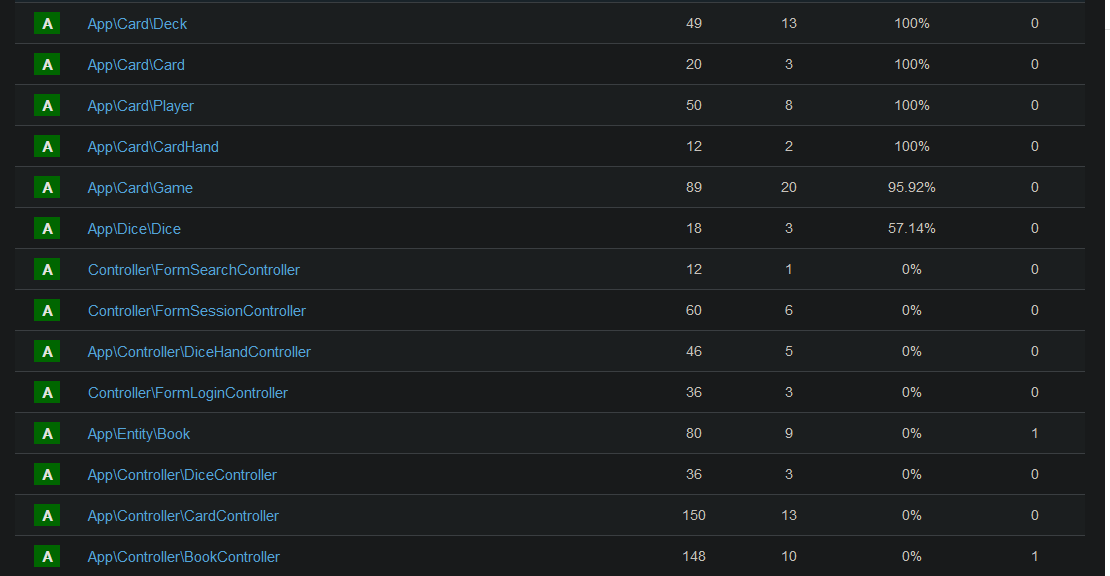 A App\Card\Deck 49 13 100% 0
A App\Card\Card 20 3 100% 0
A App\Card\Player 50 8 100% 0
A App\Card\CardHand 12 2 100% 0
A App\Card\Game 89 20 95.92% 0
A App\Dice\Dice 18 3 57.14% 0
A Controller\FormSearchController 12 1 0% 0
A Controller\FormSessionController 60 6 0% 0
A App\Controller\DiceHandController 46 5 0% 0
A Controller\FormLoginController 36 3 0% 0
A App\Entity\Book 80 9 0% 1
A App\Controller\DiceController 36 3 0% 0
A App\Controller\CardController 150 13 0% 0
A App\Controller\BookController 148 10 0% 1